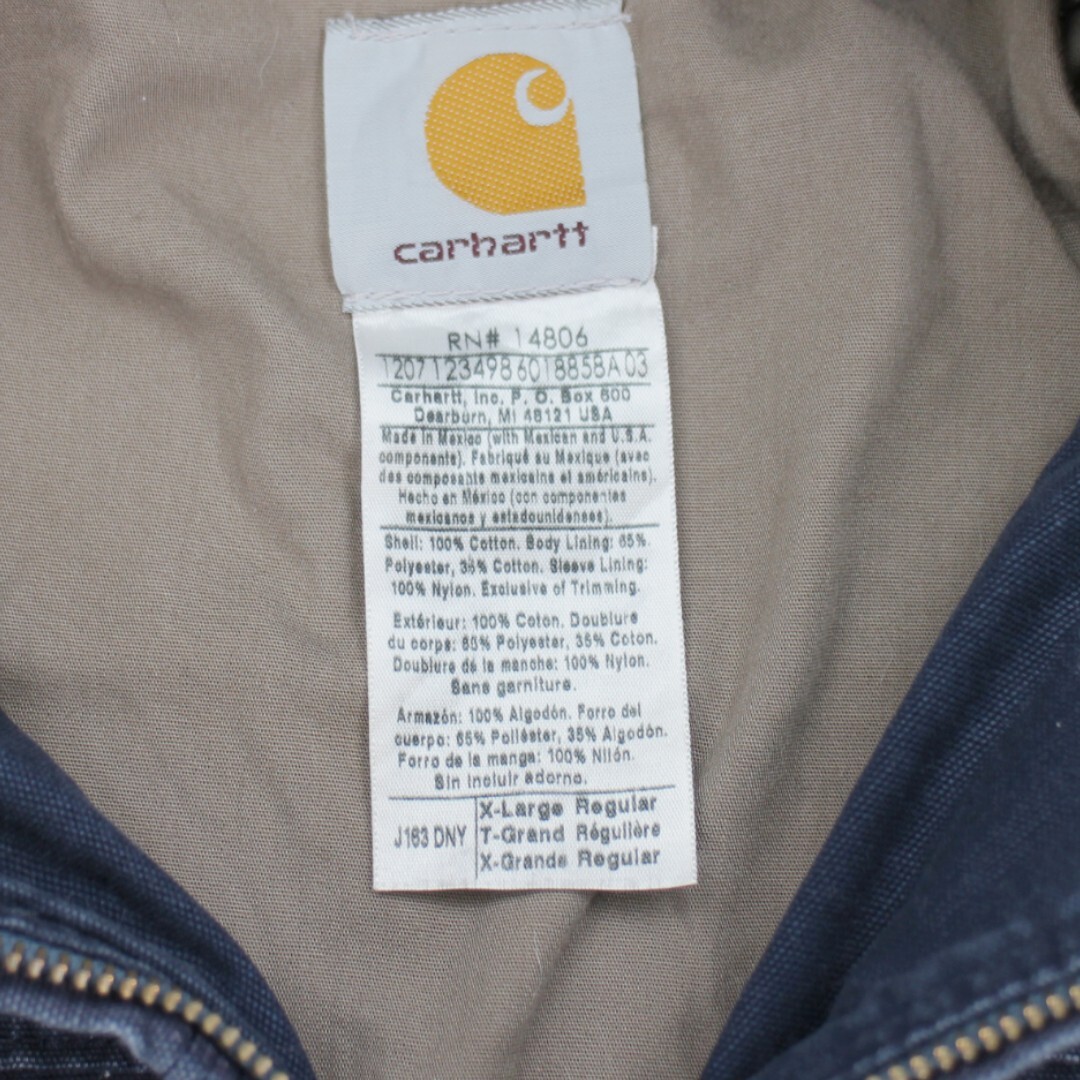 carhartt
RN# 14806
12071234986018858A 03
Carhartt, Inc. P. O. Box 600
Dearborn, MI 48121 USA
Made in Mexico (with Mexican and U.S.A.
components). Fabriqué au Mexique (avec
des composants mexicains et américains).
Hecho en México (con componentes
mexicanos y estadounidenses).
Shell: 100% Cotton. Body Lining: 65%.
Polyester, 35% Cotton. Sleeve Lining:
100% Nylon. Exclusive of Trimming.
Extérieur: 100% Coton. Doublure
du corps: 65% Polyester, 35% Coton.
Doublure de la manche: 100% Nylon.
Sans garniture.
Armazón: 100% Algodón. Forro del
cuerpo: 65% Poliéster, 35% Algodón.
Forro de la manga: 100% Nilón.
Sin incluir adorno.
J163 DNY
X-Large Regular
T-Grand Régulière
X-Grande Regular